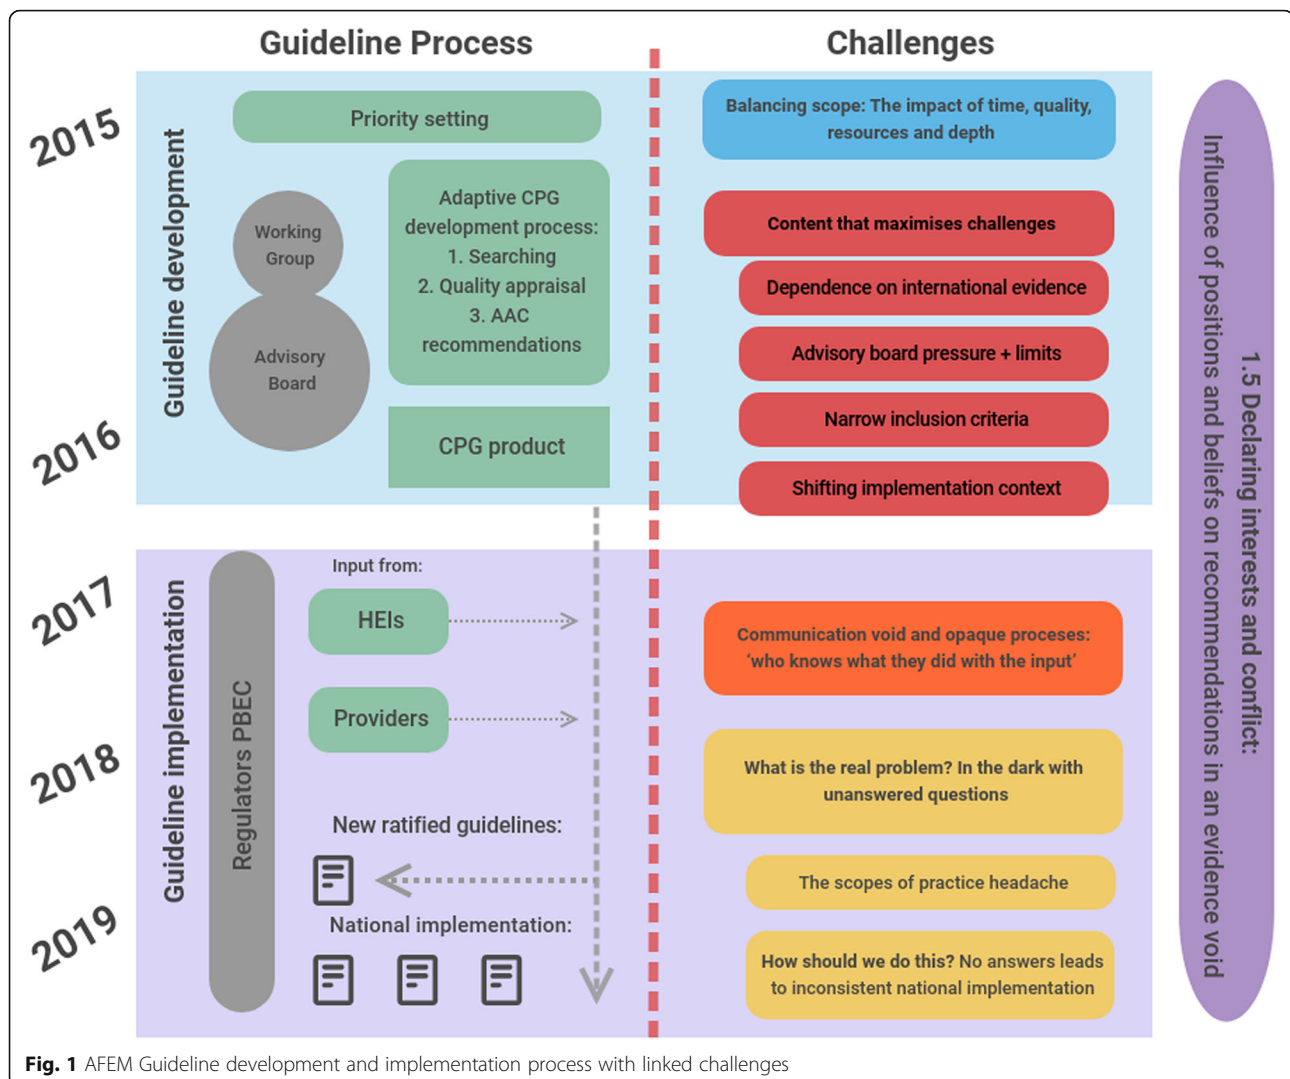 Guideline Process
Challenges
2015
2016
2017
2018
2019
Guideline development
Priority setting
Working
Group
Advisory
Board
Adaptive CPG
development process:
1. Searching
2. Quality appraisal
3. AAC
recommendations
CPG product
Balancing scope: The impact of time, quality,
resources and depth
Content that maximises challenges
Dependence on international evidence
Advisory board pressure + limits
Narrow inclusion criteria
Shifting implementation context
Guideline implementation
Regulators PBEC
Input from:
HEIs
Providers
New ratified guidelines:
National implementation:
Communication void and opaque proceses:
‘who knows what they did with the input’
What is the real problem? In the dark with
unanswered questions
The scopes of practice headache
How should we do this? No answers leads
to inconsistent national implementation
1.5 Declaring interests and conflict:
Influence of positions and beliefs on recommendations in an evidence void
Fig. 1 AFEM Guideline development and implementation process with linked challenges